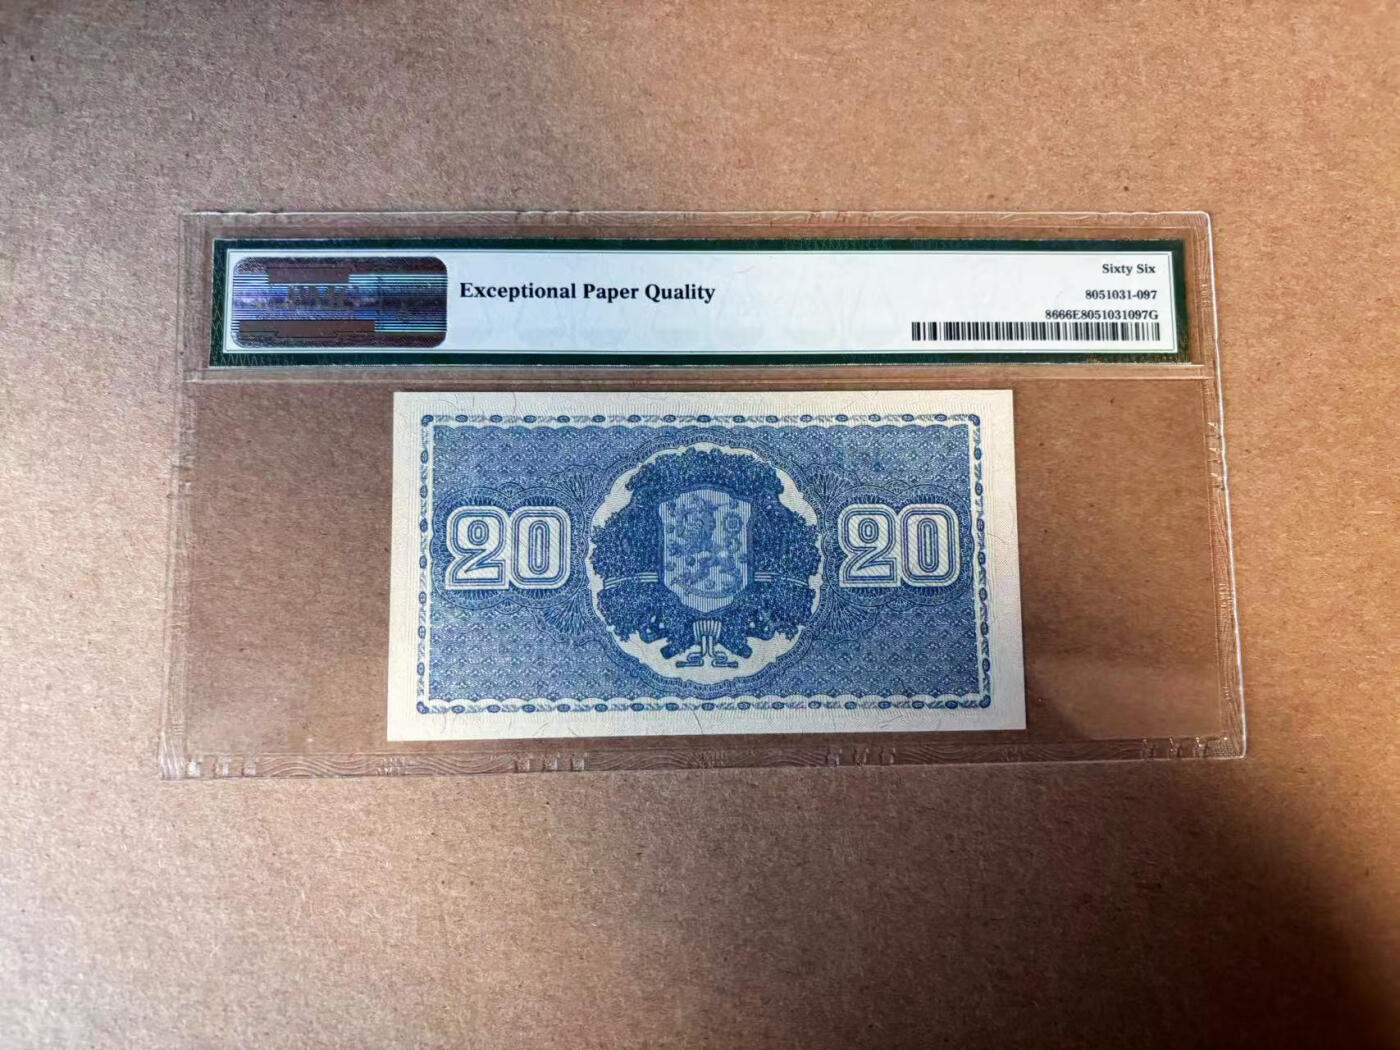 Exceptional Paper Quality
Sixty Six
8051031-097
8666E8051031097G
20 20